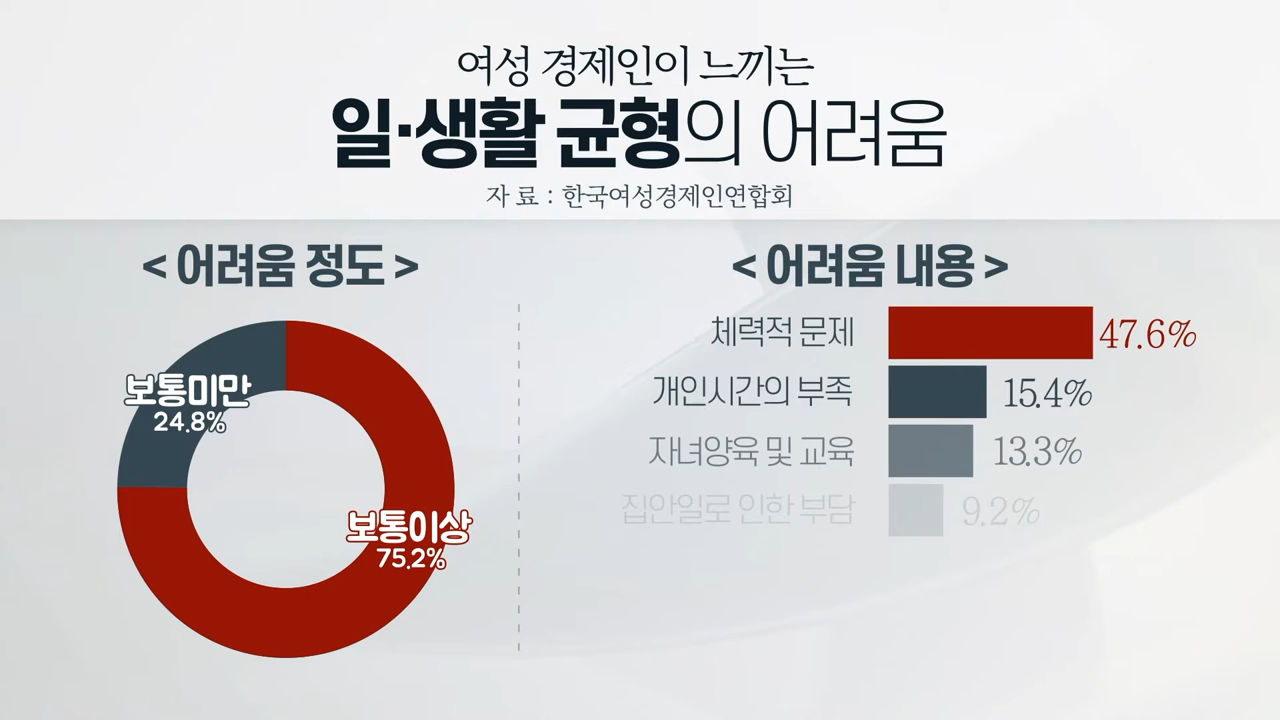 여성 경제인이 느끼는
일·생활 균형의 어려움
자료 : 한국여성경제인연합회
< 어려움 정도 >
보통미만
24.8%
보통이상
75.2%
< 어려움 내용 >
체력적 문제 47.6%
개인시간의 부족 15.4%
자녀양육 및 교육 13.3%
집안일로 인한 부담 9.2%